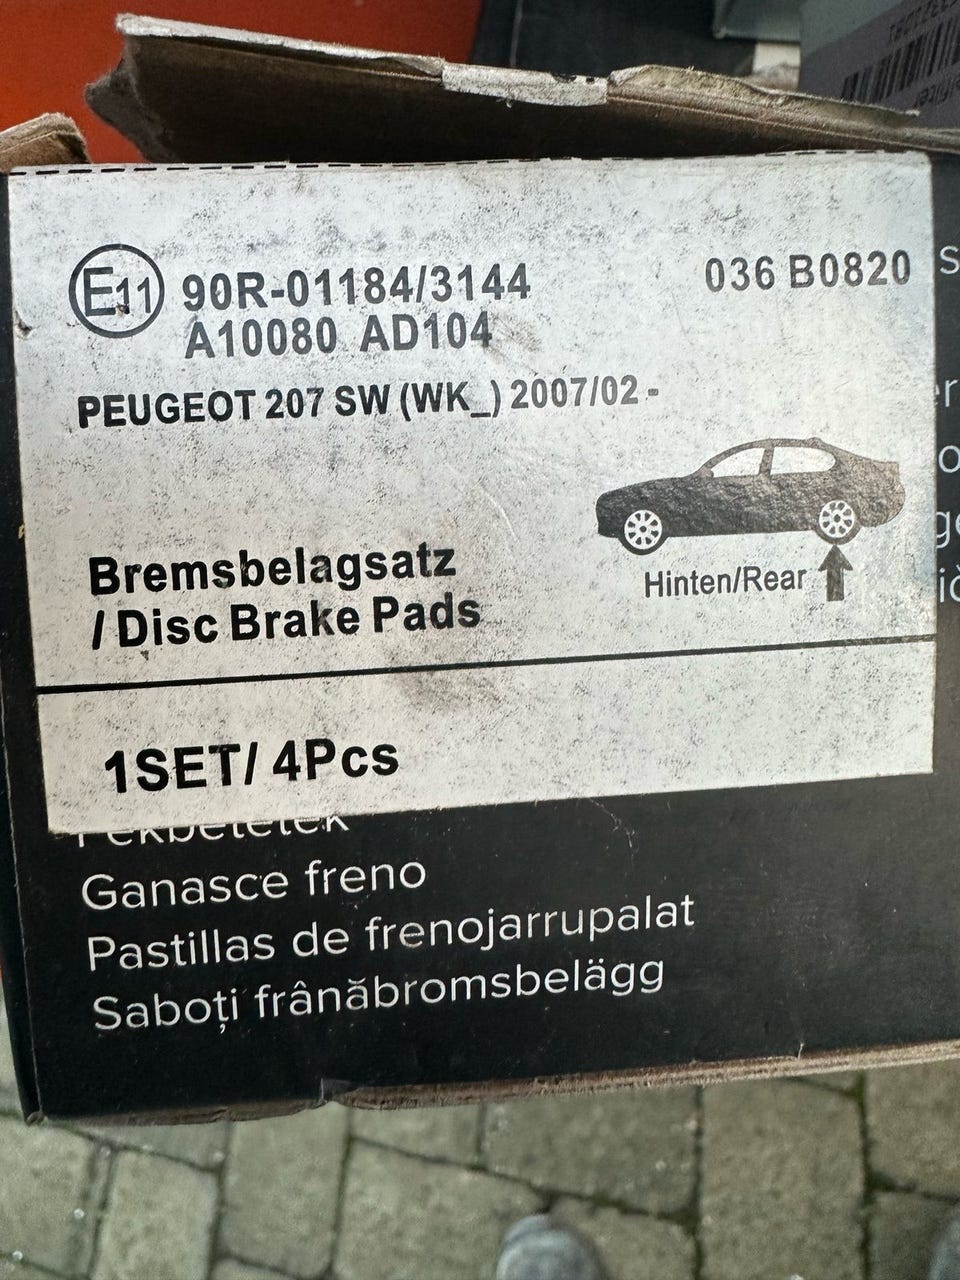 E11 90R-01184/3144 036 B0820
A10080 AD104
PEUGEOT 207 SW (WK_) 2007/02 -
Bremsbelagsatz
/ Disc Brake Pads
Hinten/Rear
1SET/ 4Pcs
Fékbetétek
Ganasce freno
Pastillas de frenojarrupalat
Saboți frânăbromsbelägg